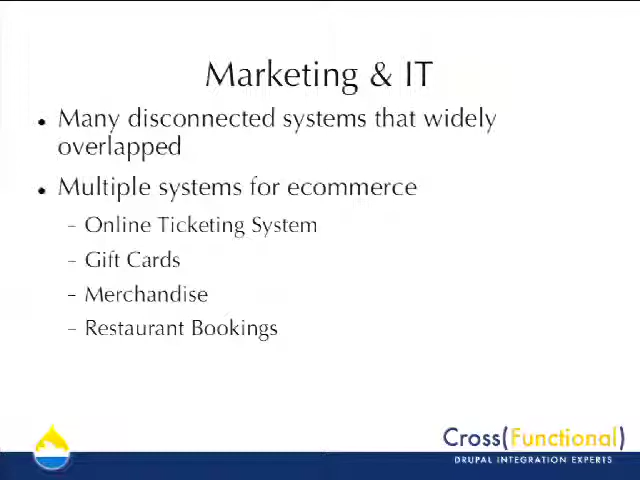 Marketing & IT
• Many disconnected systems that widely
overlapped
• Multiple systems for ecommerce
– Online Ticketing System
– Gift Cards
– Merchandise
– Restaurant Bookings
Cross(Functional)
DRUPAL INTEGRATION EXPERTS